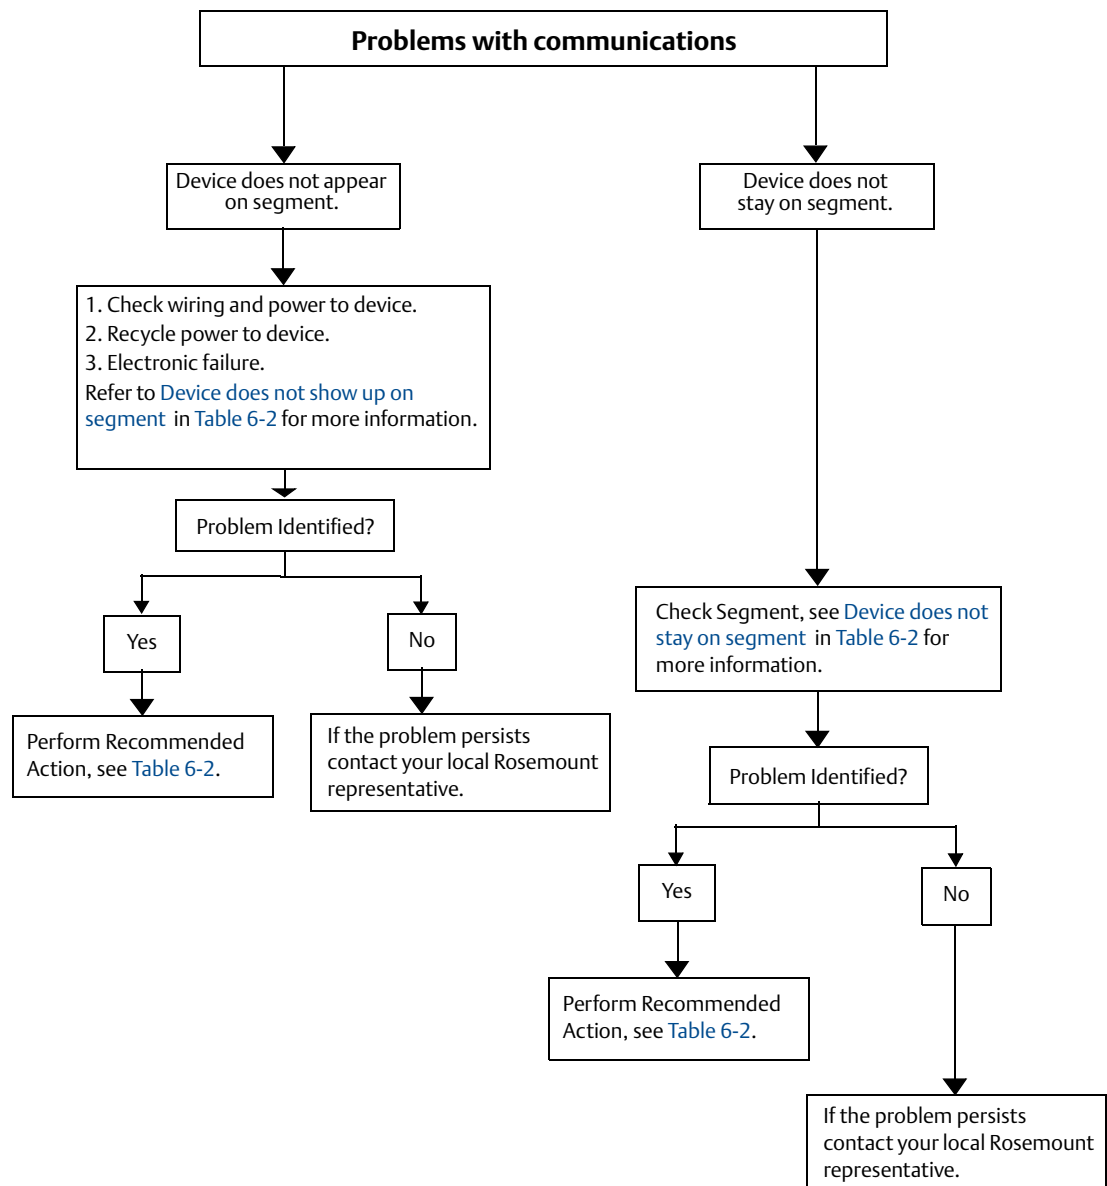 Problems with communications
Device does not appear
on segment.
Device does not
stay on segment.
1. Check wiring and power to device.
2. Recycle power to device.
3. Electronic failure.
Refer to Device does not show up on
segment in Table 6-2 for more information.
Problem Identified?
Yes
No
Perform Recommended
Action, see Table 6-2.
If the problem persists
contact your local Rosemount
representative.
Check Segment, see Device does not
stay on segment in Table 6-2 for
more information.
Problem Identified?
Yes
No
Perform Recommended
Action, see Table 6-2.
If the problem persists
contact your local Rosemount
representative.